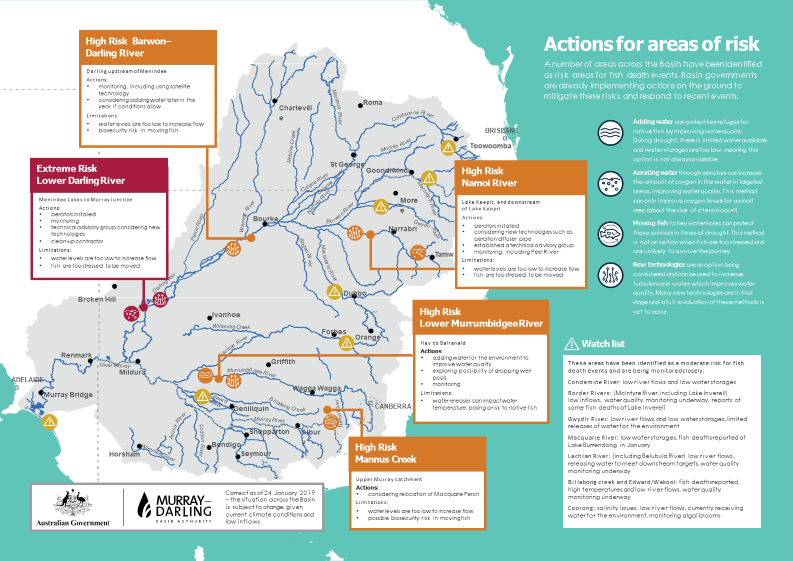 Actions for areas of risk
A number of areas across the Basin have been identified
as risk areas for fish death events. Basin governments
are already implementing actions on the ground to
mitigate these risks and respond to recent events.
Adding water can protect key refuges for
native fish by improving water quality.
During drought, there is limited water available
and water storages are too low, meaning this
option is not always available.
Aerating water through aerators can increase
the amount of oxygen in the water in targeted
areas, improving water quality. This method
can only improve oxygen levels for a small
area (about the size of a tennis court).
Moving fish to key waterholes can protect
these animals in times of drought. This method
is not an option when fish are too stressed and
are unlikely to survive the journey.
New technologies are an option being
considered and can be used to increase
turbulence in water, which improves water
quality. Many new technologies are in trial
stage and a full evaluation of these methods is
yet to occur.
Watch list
These areas have been identified as a moderate risk for fish
death events and are being monitored closely:
Condamine River: low river flows and low water storages
Border Rivers: (McIntyre River, including Lake Inverell)
low inflows, water quality monitoring underway, reports of
some fish deaths at Lake Inverell
Gwydir River: low river flows and low water storages, limited
releases of water for the environment
Macquarie River: low water storages, fish deaths reported at
Lake Burrendong in January
Lachlan River: (including Belubula River) low river flows,
releasing water to meet downstream targets, water quality
monitoring underway
Billabong creek and Edward/Wakool: fish deaths reported,
high temperatures and low river flows, water quality
monitoring underway
Coorong: salinity issues, low river flows, currently receiving
water for the environment, monitoring algal blooms
High Risk Barwon–
Darling River
Darling upstream of Menindee
Actions:
• monitoring, including using satellite
technology
• considering adding water later in the
year, if conditions allow
Limitations:
• water levels are too low to increase flow
• biosecurity risk in moving fish
Extreme Risk
Lower Darling River
Menindee Lakes to Murray Junction
Actions:
• aerators installed
• monitoring
• technical advisory group considering new
technologies
• clean-up contractor
Limitations:
• water levels are too low to increase flow
• fish are too stressed to be moved
High Risk
Namoi River
Lake Keepit, and downstream
of Lake Keepit
Actions:
• aerators installed
• considering new technologies such as
aeration diffuser pipe
• established a technical advisory group
• monitoring, including Peel River
Limitations:
• water levels are too low to increase flow
• fish are too stressed to be moved
High Risk
Lower Murrumbidgee River
Hay to Balranald
Actions:
• adding water for the environment to
improve water quality
• exploring possibility of dropping weir
pools
• monitoring
Limitations:
• water releases can impact water
temperature, posing a risk to native fish
High Risk
Mannus Creek
Upper Murray catchment
Actions:
• considering relocation of Macquarie Perch
Limitations:
• water levels are too low to increase flow
• possible biosecurity risk in moving fish
Charlevill
e
Roma
BRISBANE
Toowoomba
St George
Goondiwindi
More
e
Bourke
Narrabri
Tamw
Broken Hill
Dubbo
Ivanhoe
Forbes
Orange
Renmark
Mildura
Griffith
ADELAIDE
Murray Bridge
Wagga Wagga
CANBERRA
Deniliquin
Shepparton
Albur
Horsham
Bendigo
Seymour
Condamine River
Moonie River
Warrego River
Paroo River
Willandra Creek
Murrumbidgee River
Billabong Creek
Murray River
River Murray
Australian Government
MURRAY–
DARLING
BASIN AUTHORITY
Correct as of 24 January 2019
– the situation across the Basin
is subject to change, given
current climate conditions and
low inflows